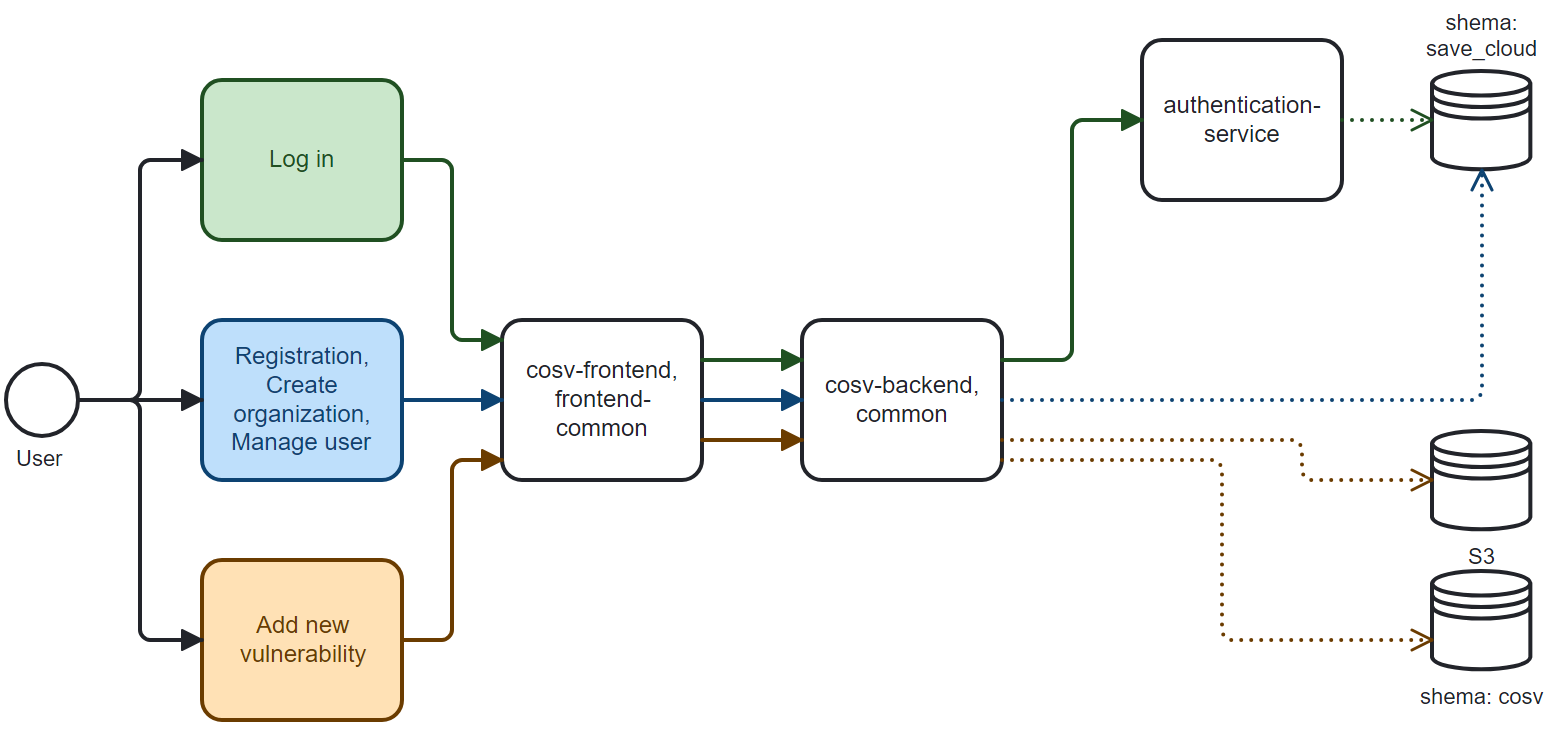 shema:
save_cloud
authentication-
service
Log in
Registration,
Create
organization,
Manage user
cosv-frontend,
frontend-
common
cosv-backend,
common
User
S3
Add new
vulnerability
shema: cosv